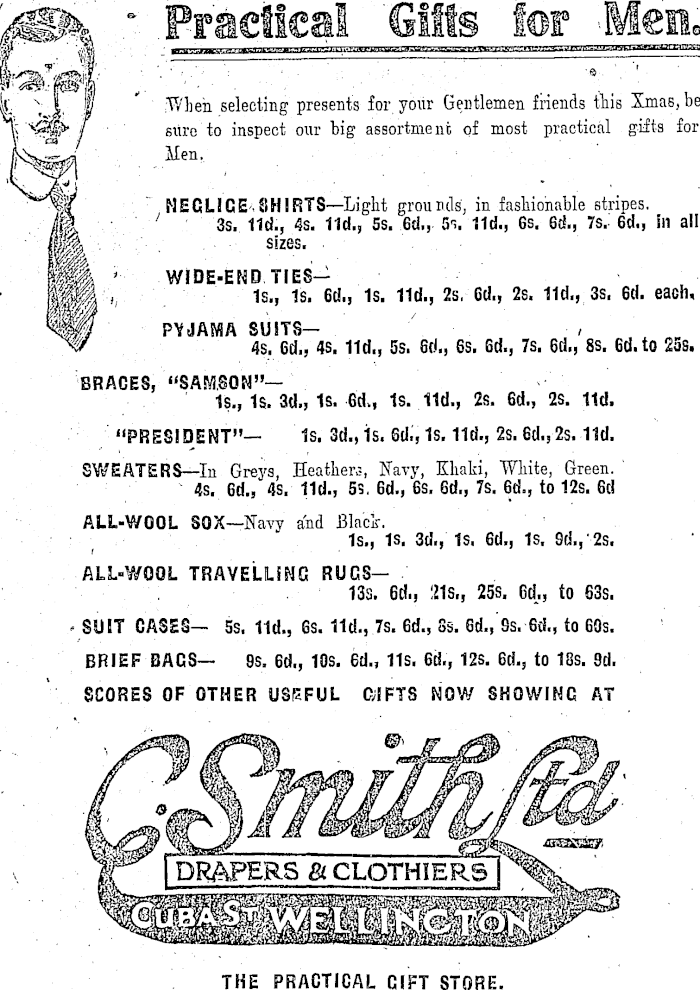 Practical Gifts for Men.
When selecting presents for your Gentlemen friends this Xmas, be
sure to inspect our big assortment of most practical gifts for
Men.
NEGLIGE SHIRTS—Light grounds, in fashionable stripes.
3s. 11d., 4s. 11d., 5s. 6d., 5s. 11d., 6s. 6d., 7s. 6d., in all
sizes.
WIDE-END TIES—
1s., 1s. 6d., 1s. 11d., 2s. 6d., 2s. 11d., 3s. 6d. each.
PYJAMA SUITS—
4s. 6d., 4s. 11d., 5s. 6d., 6s. 6d., 7s. 6d., 8s. 6d. to 25s.
BRACES, "SAMSON"—
1s., 1s. 3d., 1s. 6d., 1s. 11d., 2s. 6d., 2s. 11d.
"PRESIDENT"— 1s. 3d., 1s. 6d., 1s. 11d., 2s. 6d., 2s. 11d.
SWEATERS—In Greys, Heathers, Navy, Khaki, White, Green.
4s. 6d., 4s. 11d., 5s. 6d., 6s. 6d., 7s. 6d., to 12s. 6d
ALL-WOOL SOX—Navy and Black.
1s., 1s. 3d., 1s. 6d., 1s. 9d., 2s.
ALL-WOOL TRAVELLING RUGS—
13s. 6d., 21s., 25s. 6d., to 63s.
SUIT CASES— 5s. 11d., 6s. 11d., 7s. 6d., 8s. 6d., 9s. 6d., to 60s.
BRIEF BAGS— 9s. 6d., 10s. 6d., 11s. 6d., 12s. 6d., to 18s. 9d.
SCORES OF OTHER USEFUL GIFTS NOW SHOWING AT
C Smith Ltd
DRAPERS & CLOTHIERS
CUBA ST WELLINGTON
THE PRACTICAL GIFT STORE.